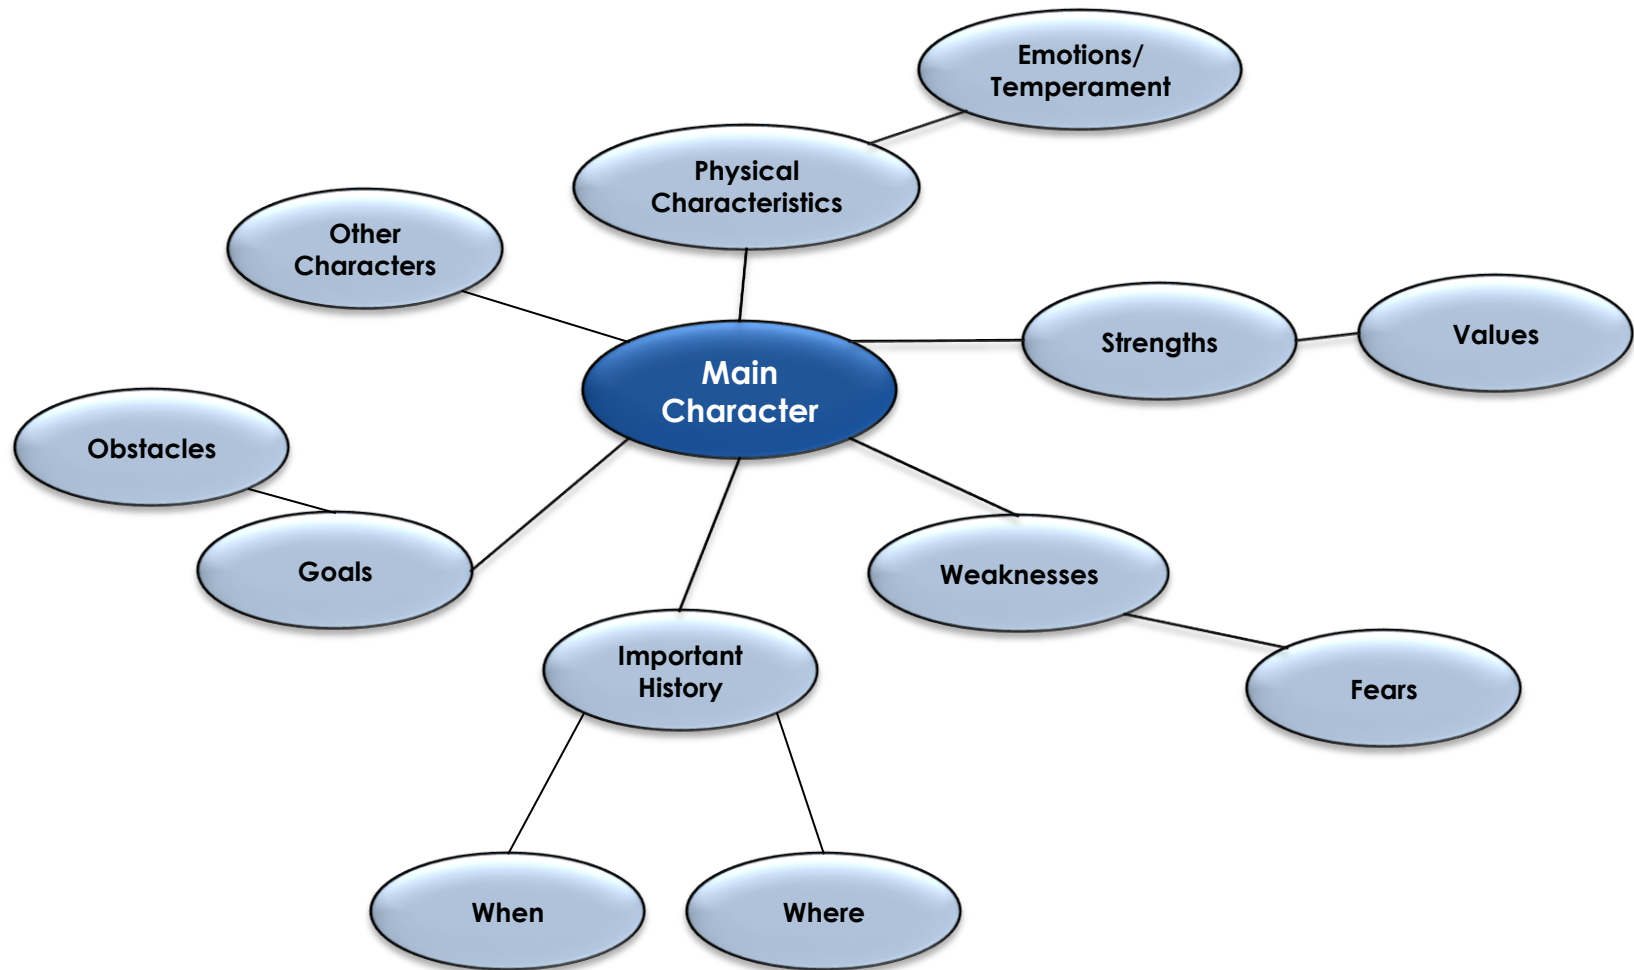 Emotions/
Temperament
Physical
Characteristics
Other
Characters
Strengths
Values
Main
Character
Obstacles
Goals
Weaknesses
Important
History
Fears
When
Where